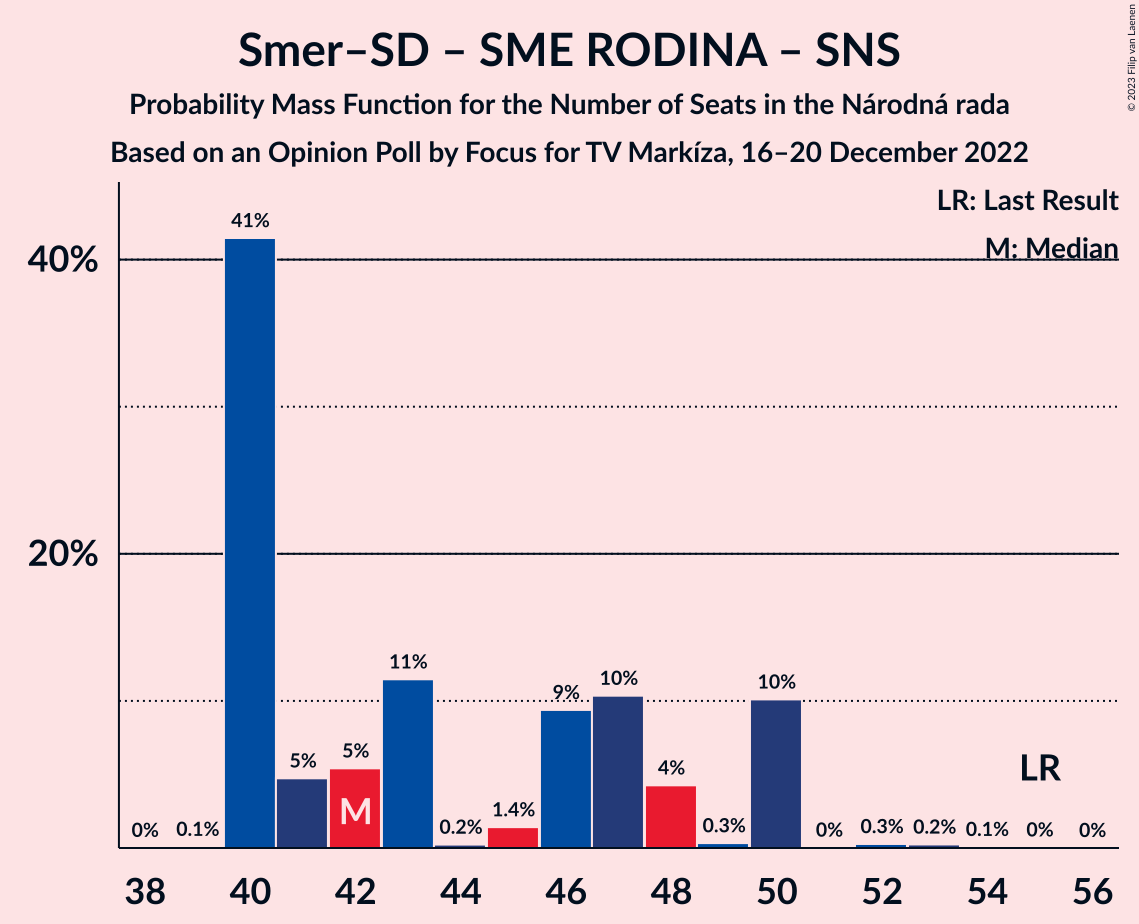 Smer–SD – SME RODINA – SNS
Probability Mass Function for the Number of Seats in the Národná rada
Based on an Opinion Poll by Focus for TV Markíza, 16–20 December 2022
© 2023 Filip van Laenen
LR: Last Result
M: Median
40%
20%
0%
0.1%
41%
5%
5%
11%
0.2%
1.4%
9%
10%
4%
0.3%
10%
0%
0.3%
0.2%
0.1%
0%
0%
M
LR
38 40 42 44 46 48 50 52 54 56